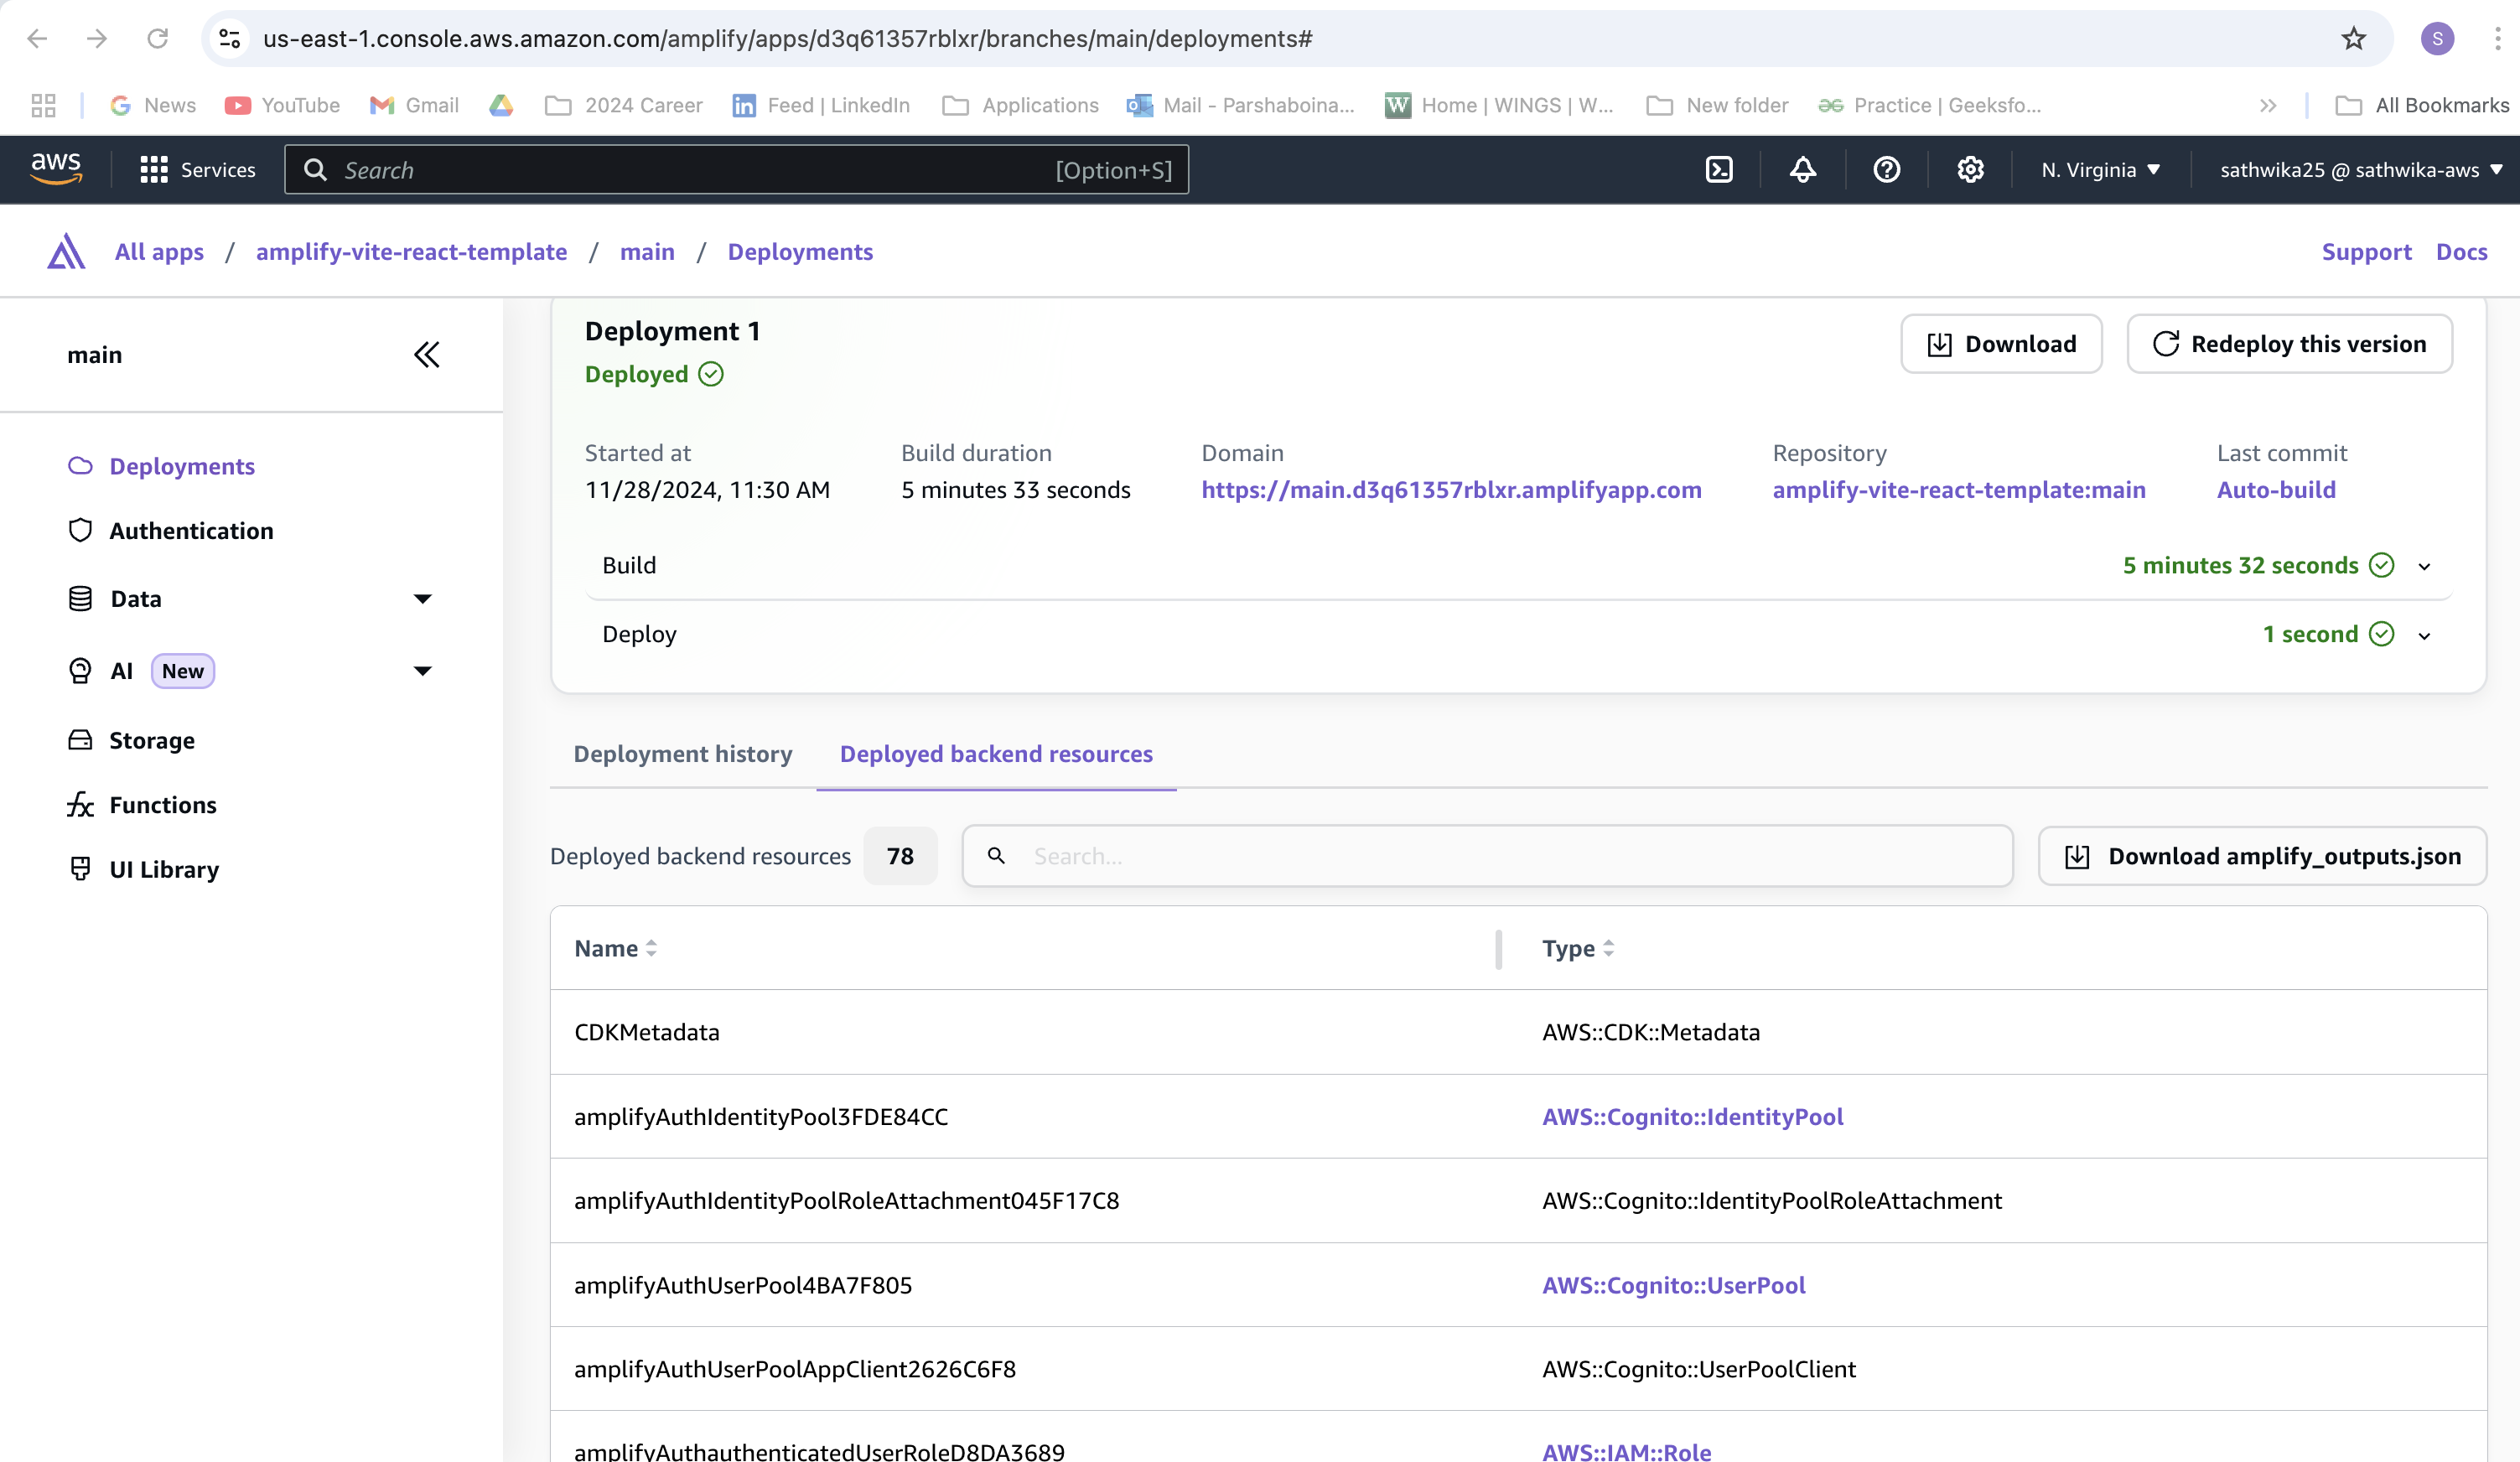 us-east-1.console.aws.amazon.com/amplify/apps/d3q61357rblxr/branches/main/deployments#
S
News YouTube Gmail 2024 Career Feed | LinkedIn Applications Mail - Parshaboina... Home | WINGS | W... New folder Practice | Geeksfo... All Bookmarks
aws Services Search [Option+S] N. Virginia sathwika25 @ sathwika-aws
All apps / amplify-vite-react-template / main / Deployments Support Docs
main
Deployments
Authentication
Data
AI New
Storage
Functions
UI Library
Deployment 1 Download Redeploy this version
Deployed
Started at Build duration Domain Repository Last commit
11/28/2024, 11:30 AM 5 minutes 33 seconds https://main.d3q61357rblxr.amplifyapp.com amplify-vite-react-template:main Auto-build
Build 5 minutes 32 seconds
Deploy 1 second
Deployment history Deployed backend resources
Deployed backend resources 78 Search... Download amplify_outputs.json
Name Type
CDKMetadata AWS::CDK::Metadata
amplifyAuthIdentityPool3FDE84CC AWS::Cognito::IdentityPool
amplifyAuthIdentityPoolRoleAttachment045F17C8 AWS::Cognito::IdentityPoolRoleAttachment
amplifyAuthUserPool4BA7F805 AWS::Cognito::UserPool
amplifyAuthUserPoolAppClient2626C6F8 AWS::Cognito::UserPoolClient
amplifyAuthauthenticatedUserRoleD8DA3689 AWS::IAM::Role